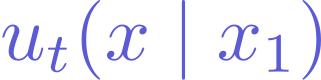 u_t(x | x_1)